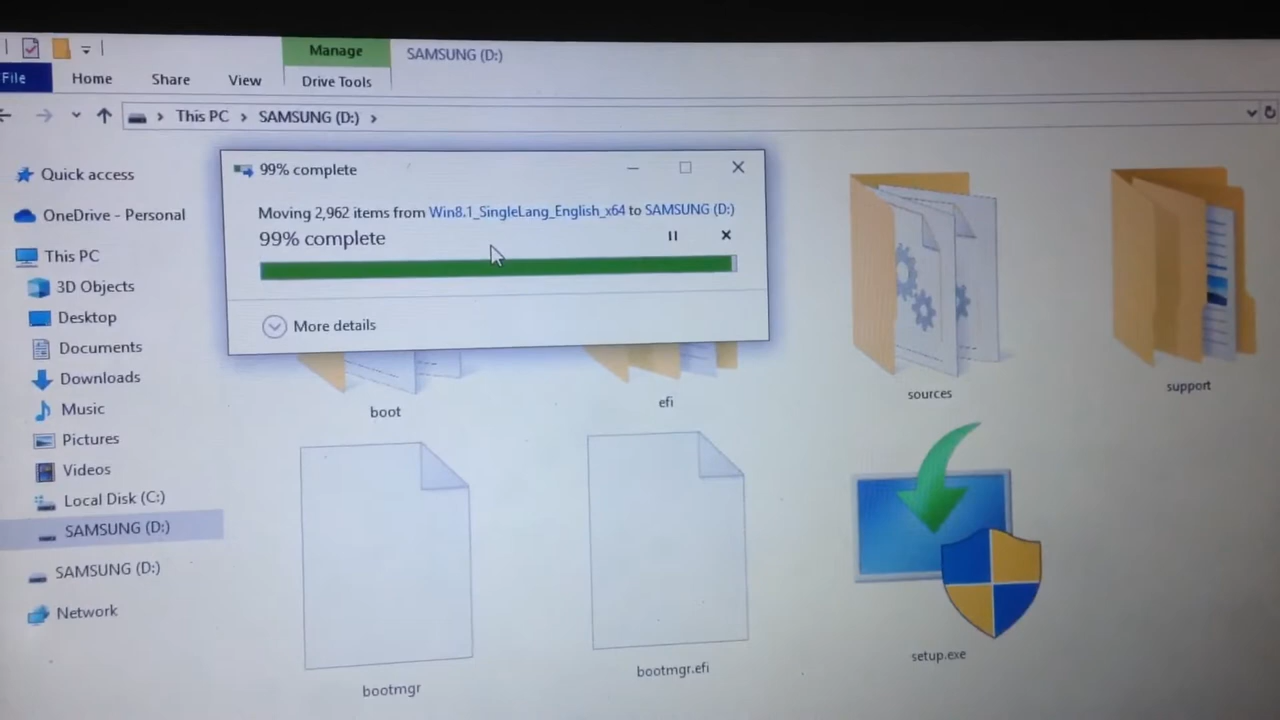 Manage
SAMSUNG (D:)
File
Home
Share
View
Drive Tools
This PC
SAMSUNG (D:)
Quick access
OneDrive - Personal
This PC
3D Objects
Desktop
Documents
Downloads
Music
Pictures
Videos
Local Disk (C:)
SAMSUNG (D:)
SAMSUNG (D:)
Network
99% complete
Moving 2,962 items from Win8.1_SingleLang_English_x64 to SAMSUNG (D:)
99% complete
More details
boot
efi
sources
support
bootmgr
bootmgr.efi
setup.exe